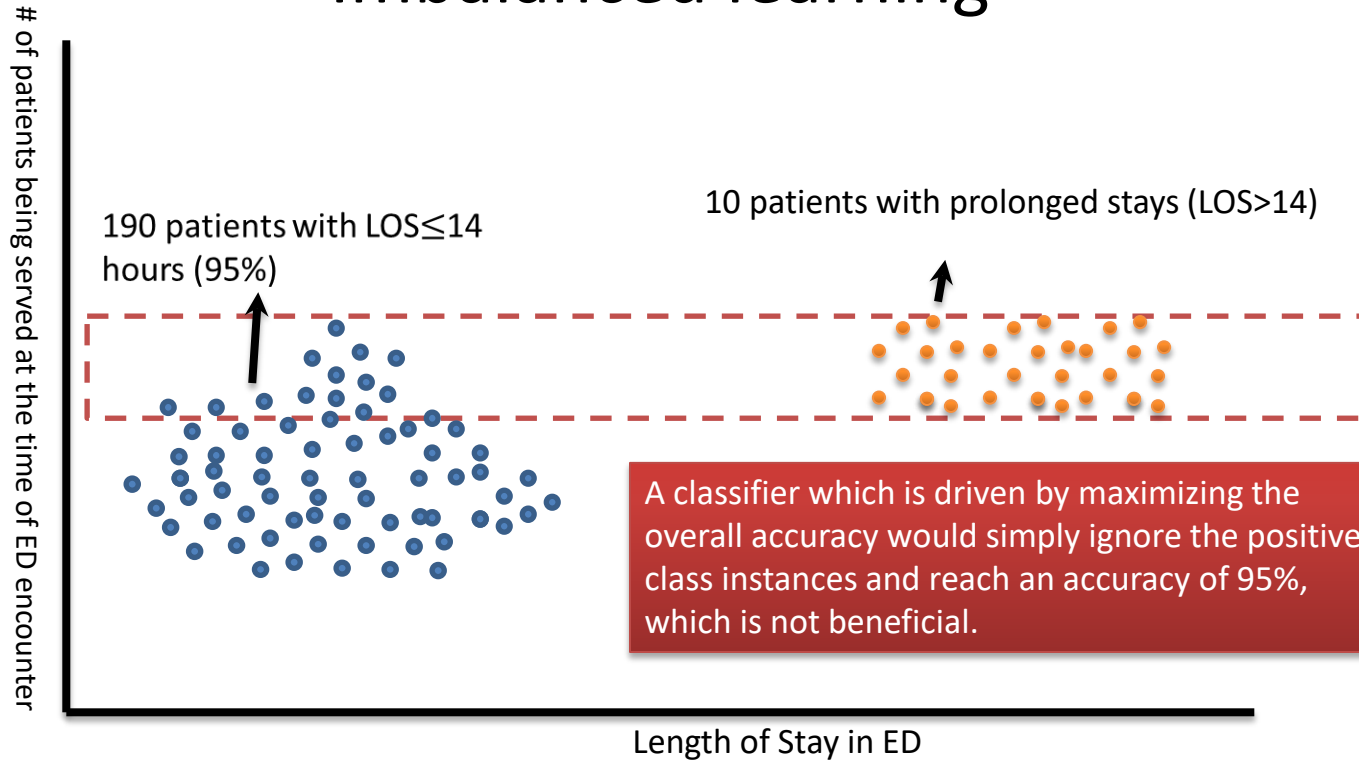 Imbalanced learning
# of patients being served at the time of ED encounter
190 patients with LOS≤14
hours (95%)
10 patients with prolonged stays (LOS>14)
A classifier which is driven by maximizing the
overall accuracy would simply ignore the positive
class instances and reach an accuracy of 95%,
which is not beneficial.
Length of Stay in ED